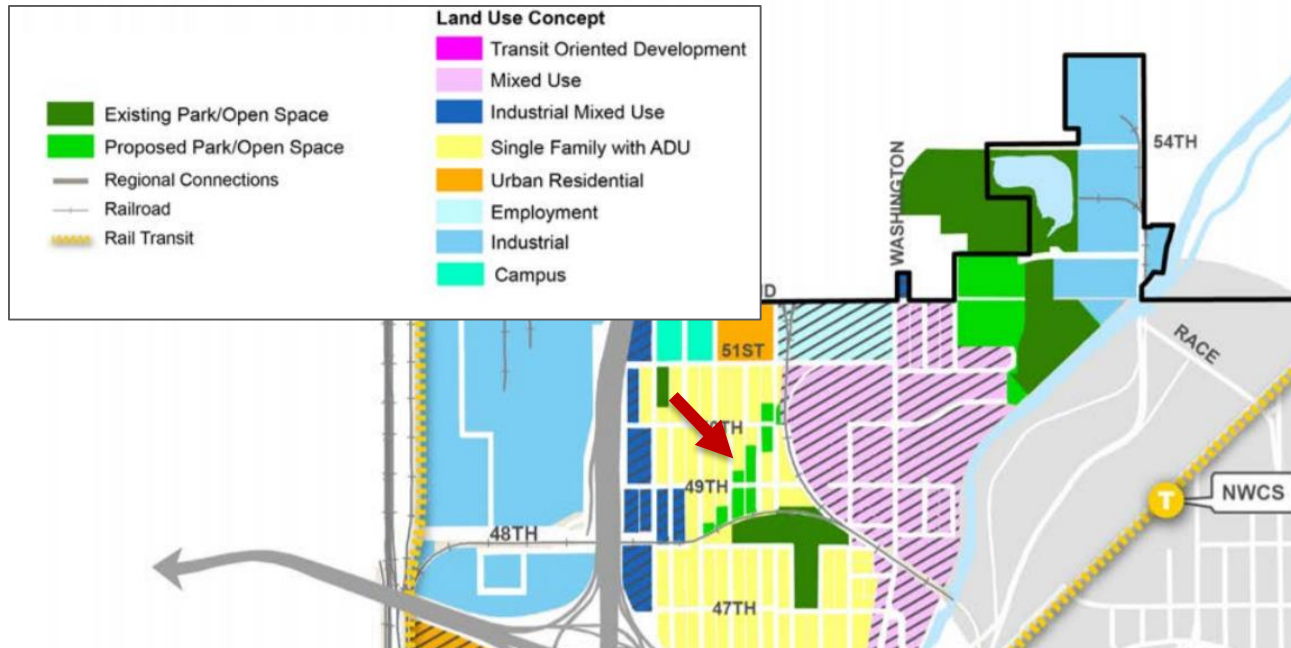 Land Use Concept
Transit Oriented Development
Mixed Use
Industrial Mixed Use
Single Family with ADU
Urban Residential
Employment
Industrial
Campus
Existing Park/Open Space
Proposed Park/Open Space
Regional Connections
Railroad
Rail Transit
54TH
WASHINGTON
51ST
RACE
49TH
NWCS
T
48TH
47TH